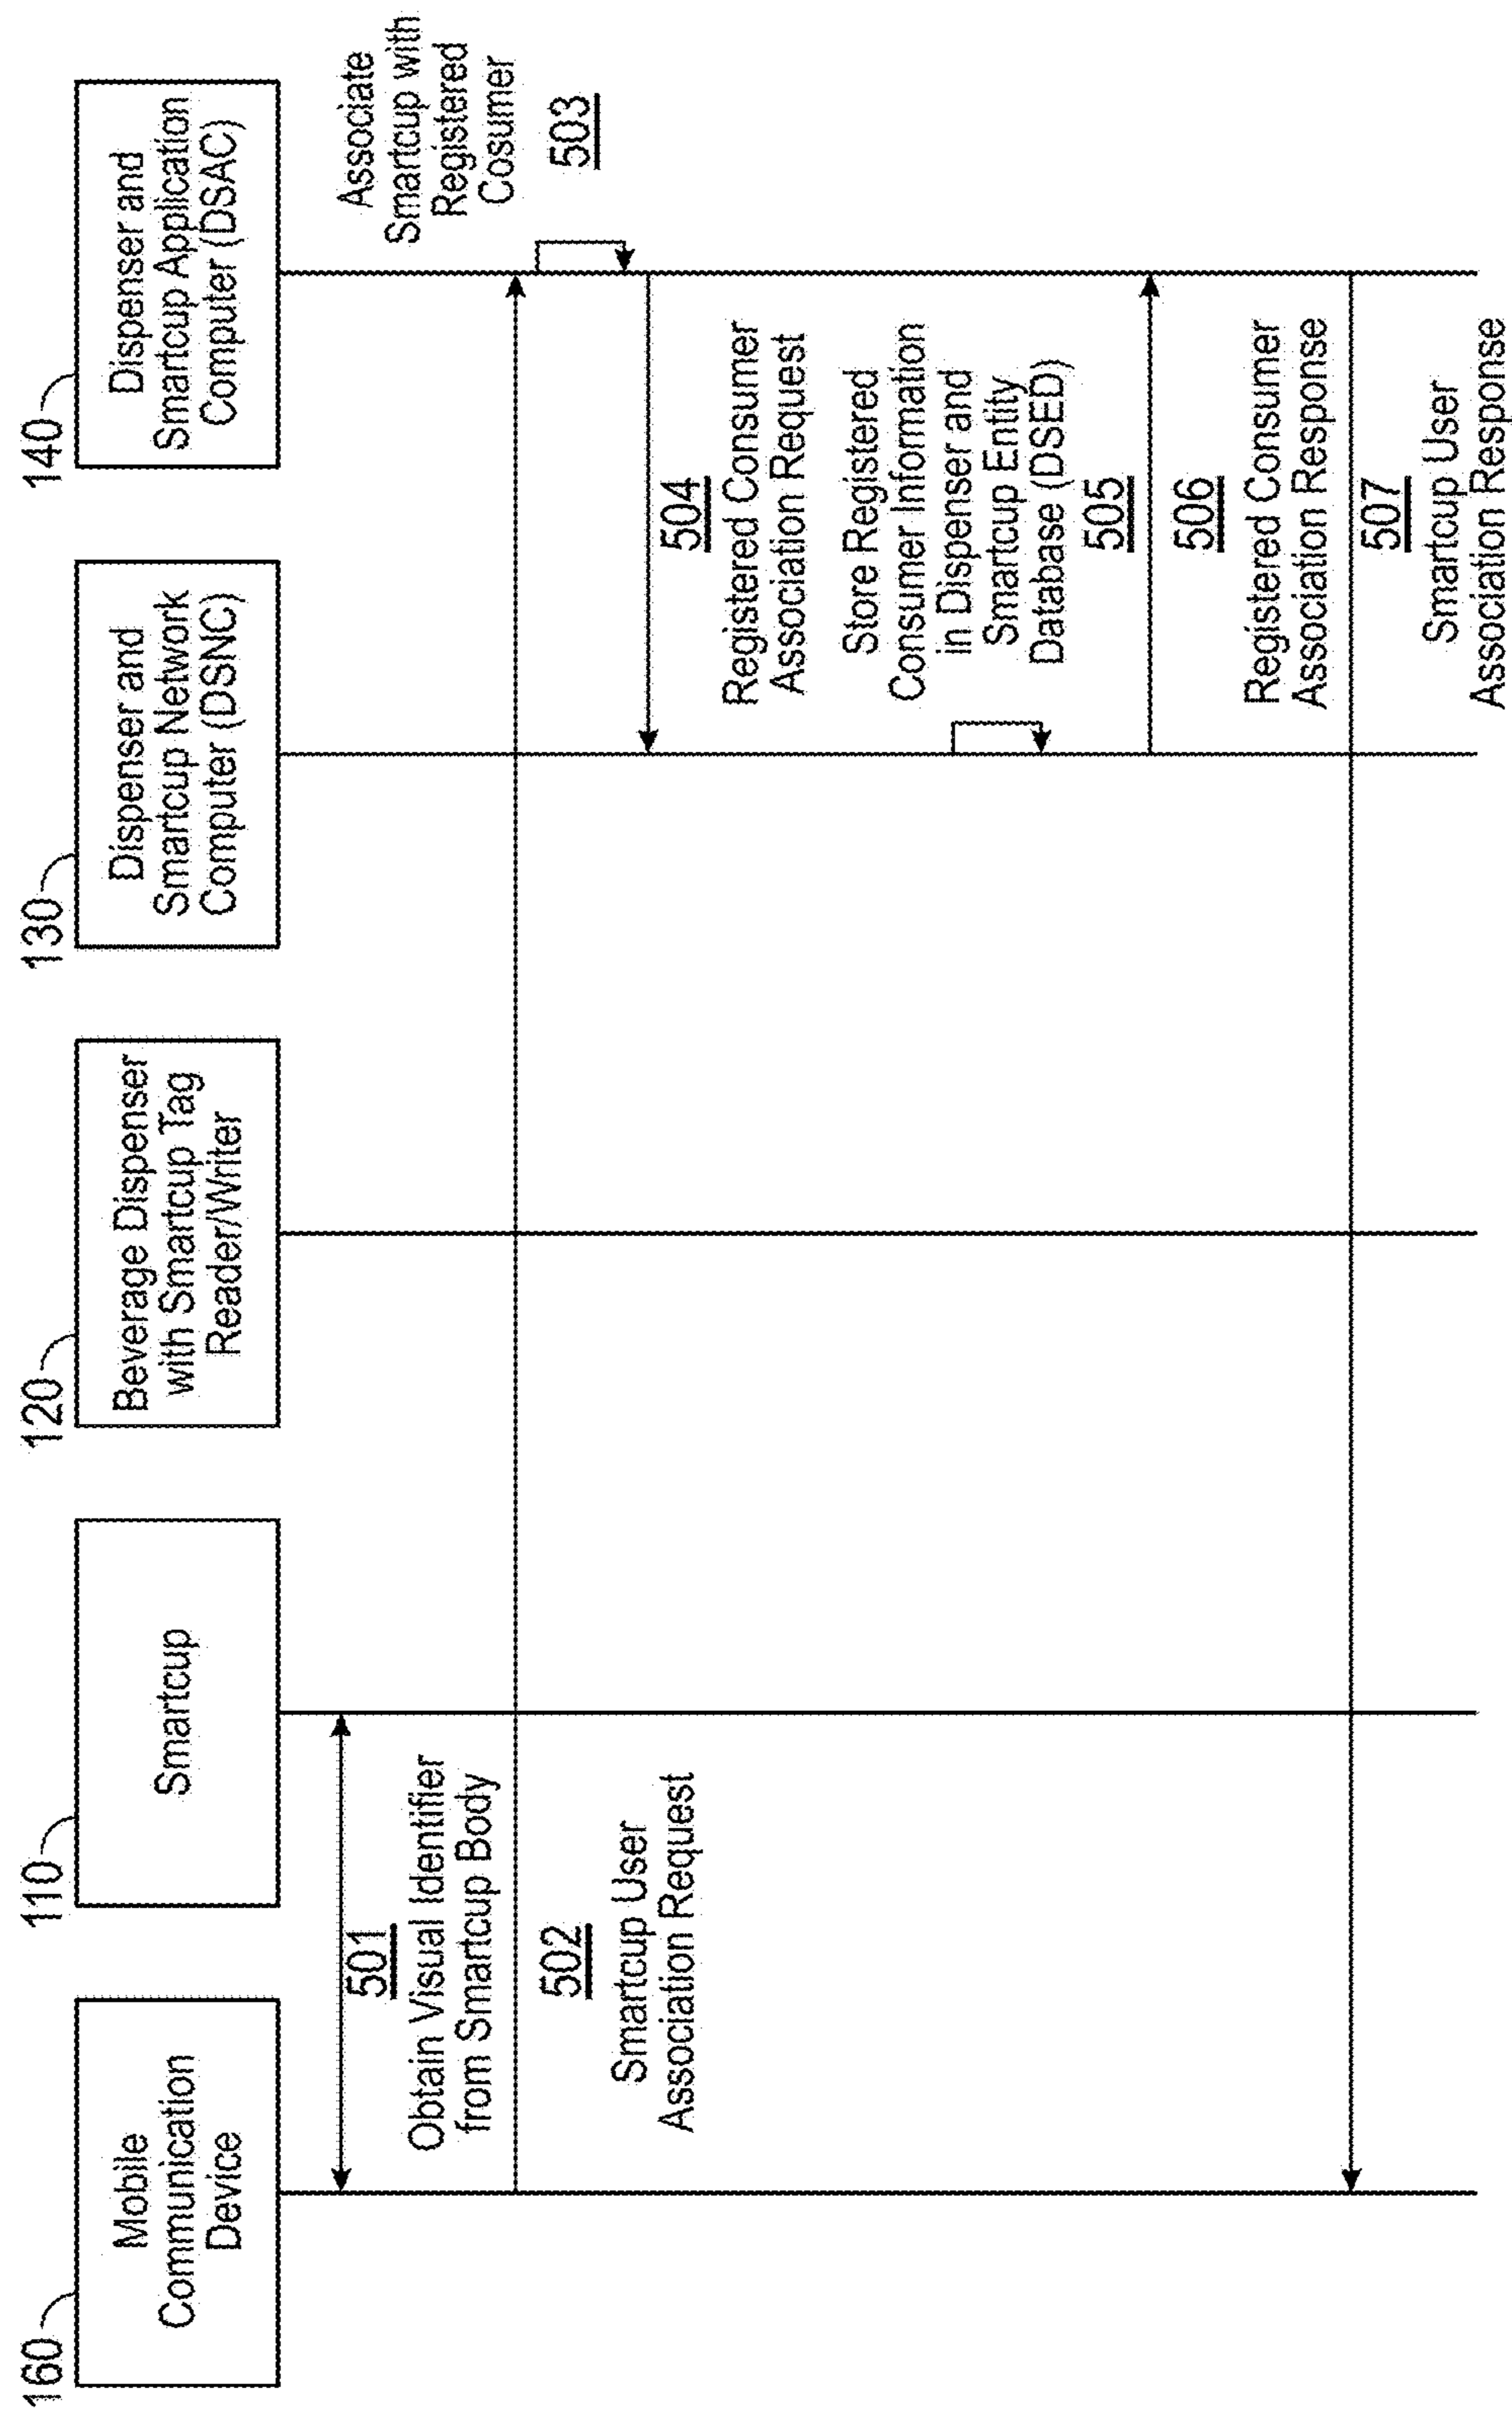 160
Mobile
Communication
Device
110
Smartcup
120
Beverage Dispenser
with Smartcup Tag
Reader/Writer
130
Dispenser and
Smartcup Network
Computer (DSNC)
140
Dispenser and
Smartcup Application
Computer (DSAC)
501
Obtain Visual Identifier
from Smartcup Body
502
Smartcup User
Association Request
Associate
Smartcup with
Registered
Cosumer
503
504
Registered Consumer
Association Request
Store Registered
Consumer Information
in Dispenser and
Smartcup Entity
Database (DSED)
505
506
Registered Consumer
Association Response
507
Smartcup User
Association Response